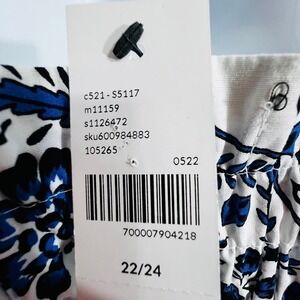 c521 - S5117
m11159
s1126472
sku600984883
105265
0522
700007904218
22/24